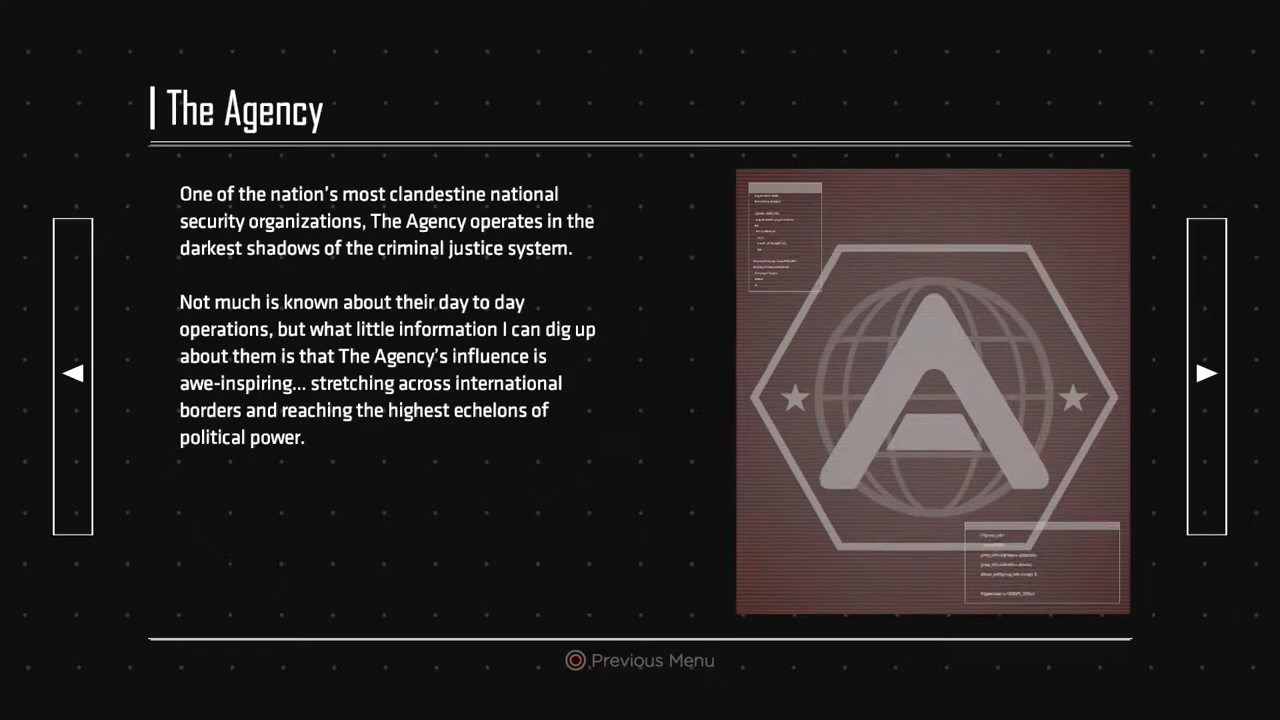 The Agency
One of the nation's most clandestine national
security organizations, The Agency operates in the
darkest shadows of the criminal justice system.
Not much is known about their day to day
operations, but what little information I can dig up
about them is that The Agency's influence is
awe-inspiring... stretching across international
borders and reaching the highest echelons of
political power.
Previous Menu